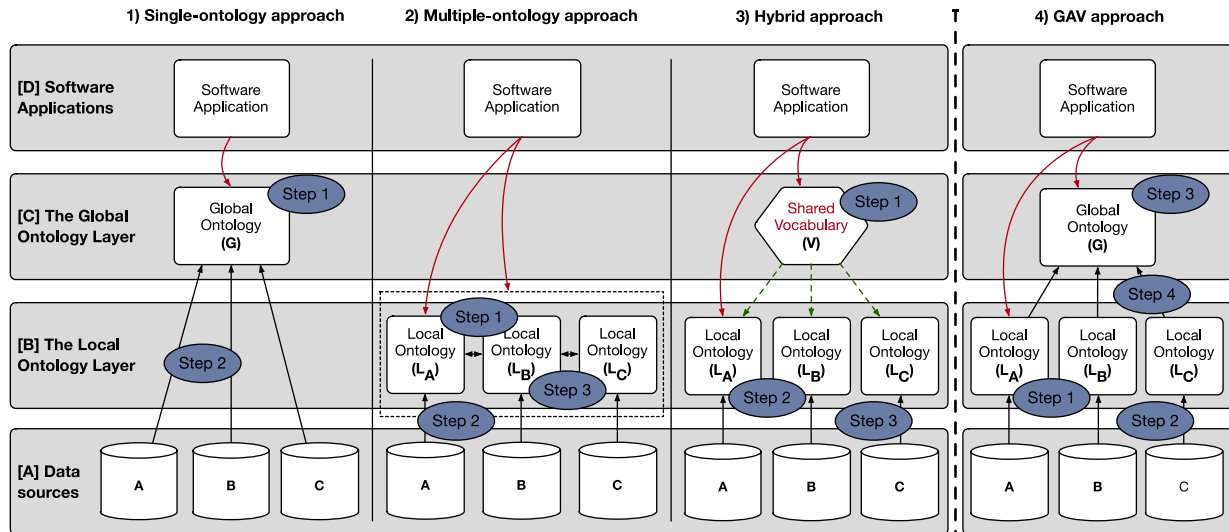 1) Single-ontology approach
2) Multiple-ontology approach
3) Hybrid approach
4) GAV approach
[D] Software
Applications
Software
Application
Software
Application
Software
Application
Software
Application
[C] The Global
Ontology Layer
Global
Ontology
(G)
Step 1
Shared
Vocabulary
(V)
Step 1
Global
Ontology
(G)
Step 3
Step 4
[B] The Local
Ontology Layer
Step 2
Step 1
Local
Ontology
(LA)
Local
Ontology
(LB)
Local
Ontology
(LC)
Step 3
Step 2
Local
Ontology
(LA)
Local
Ontology
(LB)
Local
Ontology
(LC)
Step 2
Step 3
Local
Ontology
(LA)
Local
Ontology
(LB)
Local
Ontology
(LC)
Step 1
Step 2
[A] Data
sources
A
B
C
A
B
C
A
B
C
A
B
C